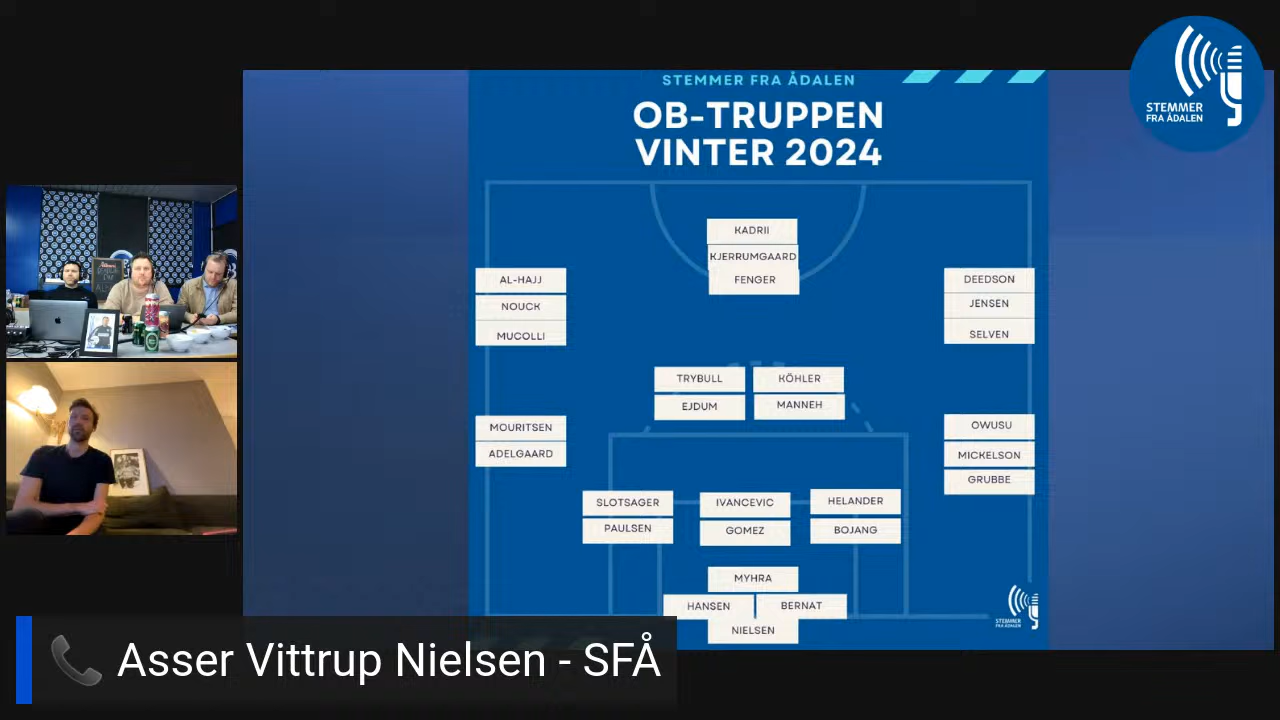 STEMMER FRA ÅDALEN
OB-TRUPPEN
VINTER 2024
STEMMER
FRA ÅDALEN
KADRII
KJERRUMGAARD
FENGER
AL-HAJJ
NOUCK
MUCOLLI
DEEDSON
JENSEN
SELVEN
TRYBULL
KÖHLER
EJDUM
MANNEH
MOURITSEN
ADELGAARD
OWUSU
MICKELSON
GRUBBE
SLOTSAGER
PAULSEN
IVANCEVIC
GOMEZ
HELANDER
BOJANG
MYHRA
HANSEN
BERNAT
NIELSEN
STEMMER
FRA ÅDALEN
Asser Vittrup Nielsen - SFÅ